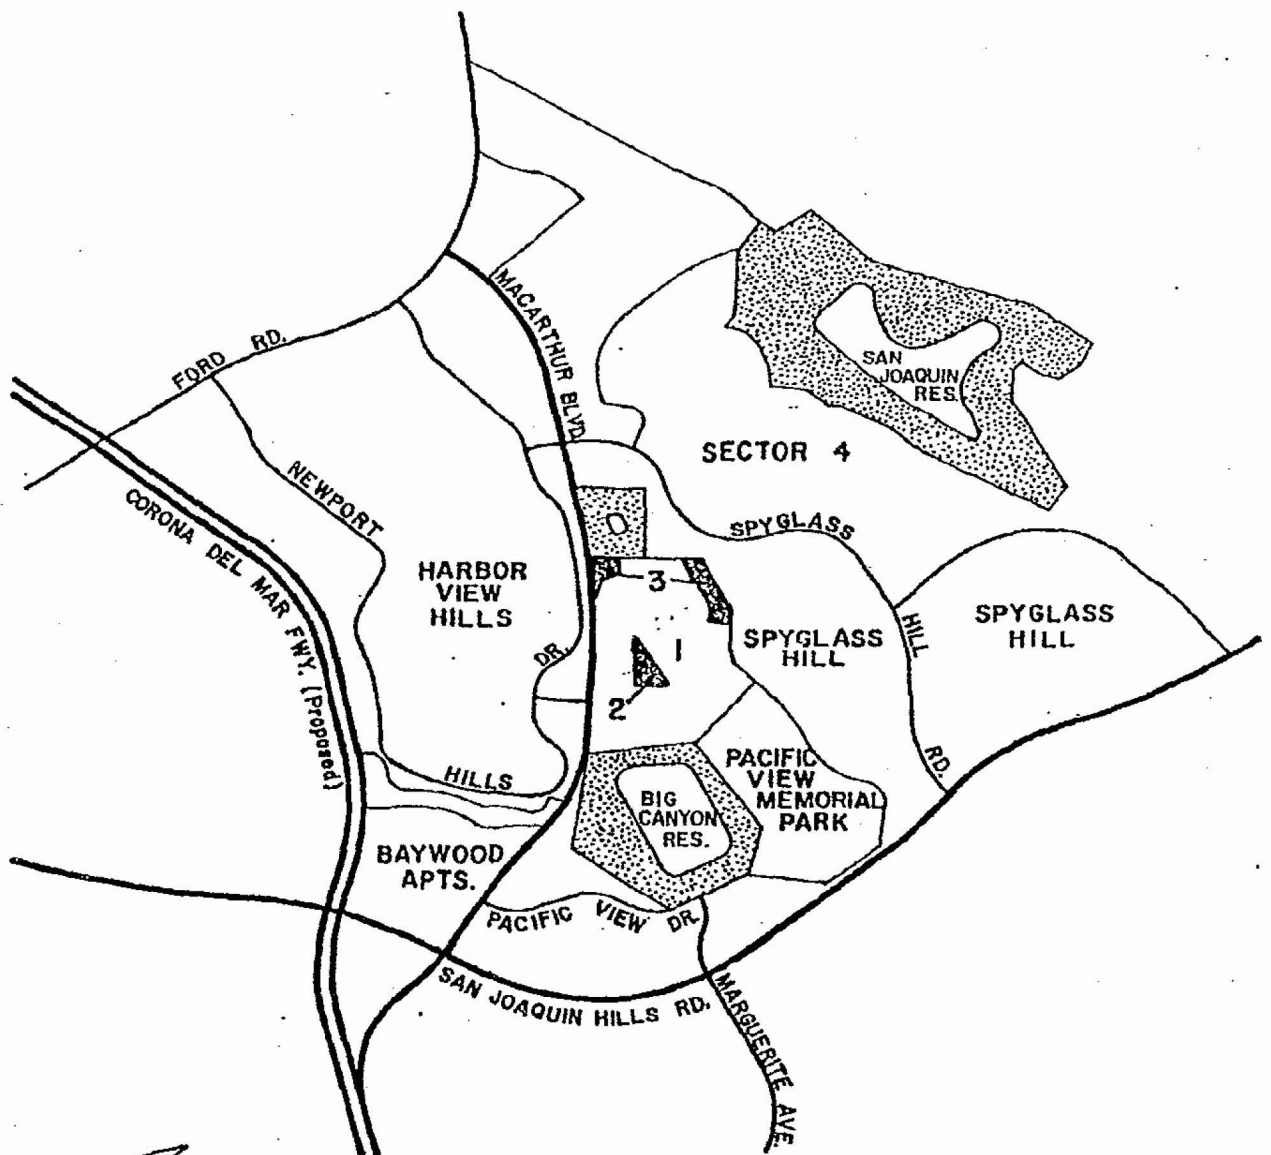 MACARTHUR BLVD.
FORD RD.
SAN
JOAQUIN
RES.
SECTOR 4
NEWPORT
CORONA DEL MAR FWY. (Proposed)
SPYGLASS
HARBOR
VIEW
HILLS
3
SPYGLASS
HILL
HILL
SPYGLASS
HILL
1
DR.
2
PACIFIC
VIEW
MEMORIAL
PARK
RD.
HILLS
BIG
CANYON
RES.
BAYWOOD
APTS.
PACIFIC VIEW DR.
SAN JOAQUIN HILLS RD.
MARGUERITE AVE.